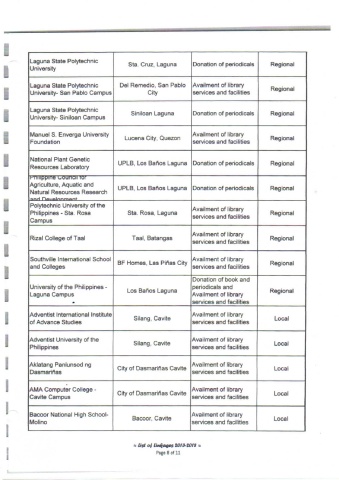 Laguna State Polytechnic
University
Sta. Cruz, Laguna
Donation of periodicals
Regional
Laguna State Polytechnic
University- San Pablo Campus
Del Remedio, San Pablo
City
Availment of library
services and facilities
Regional
Laguna State Polytechnic
University- Siniloan Campus
Siniloan Laguna
Donation of periodicals
Regional
Manuel S. Enverga University
Foundation
Lucena City, Quezon
Availment of library
services and facilities
Regional
National Plant Genetic
Resources Laboratory
UPLB, Los Baños Laguna
Donation of periodicals
Regional
Philippine Council for
Agriculture, Aquatic and
Natural Resources Research
and Development
UPLB, Los Baños Laguna
Donation of periodicals
Regional
Polytechnic University of the
Philippines - Sta. Rosa
Campus
Sta. Rosa, Laguna
Availment of library
services and facilities
Regional
Rizal College of Taal
Taal, Batangas
Availment of library
services and facilities
Regional
Southville International School
and Colleges
BF Homes, Las Piñas City
Availment of library
services and facilities
Regional
University of the Philippines -
Laguna Campus
Los Baños Laguna
Donation of book and
periodicals and
Availment of library
services and facilities
Regional
Adventist International Institute
of Advance Studies
Silang, Cavite
Availment of library
services and facilities
Local
Adventist University of the
Philippines
Silang, Cavite
Availment of library
services and facilities
Local
Aklatang Panlunsod ng
Dasmariñas
City of Dasmariñas Cavite
Availment of library
services and facilities
Local
AMA Computer College -
Cavite Campus
City of Dasmariñas Cavite
Availment of library
services and facilities
Local
Bacoor National High School-
Molino
Bacoor, Cavite
Availment of library
services and facilities
Local
List of Linkages 2013-2018
Page 8 of 11